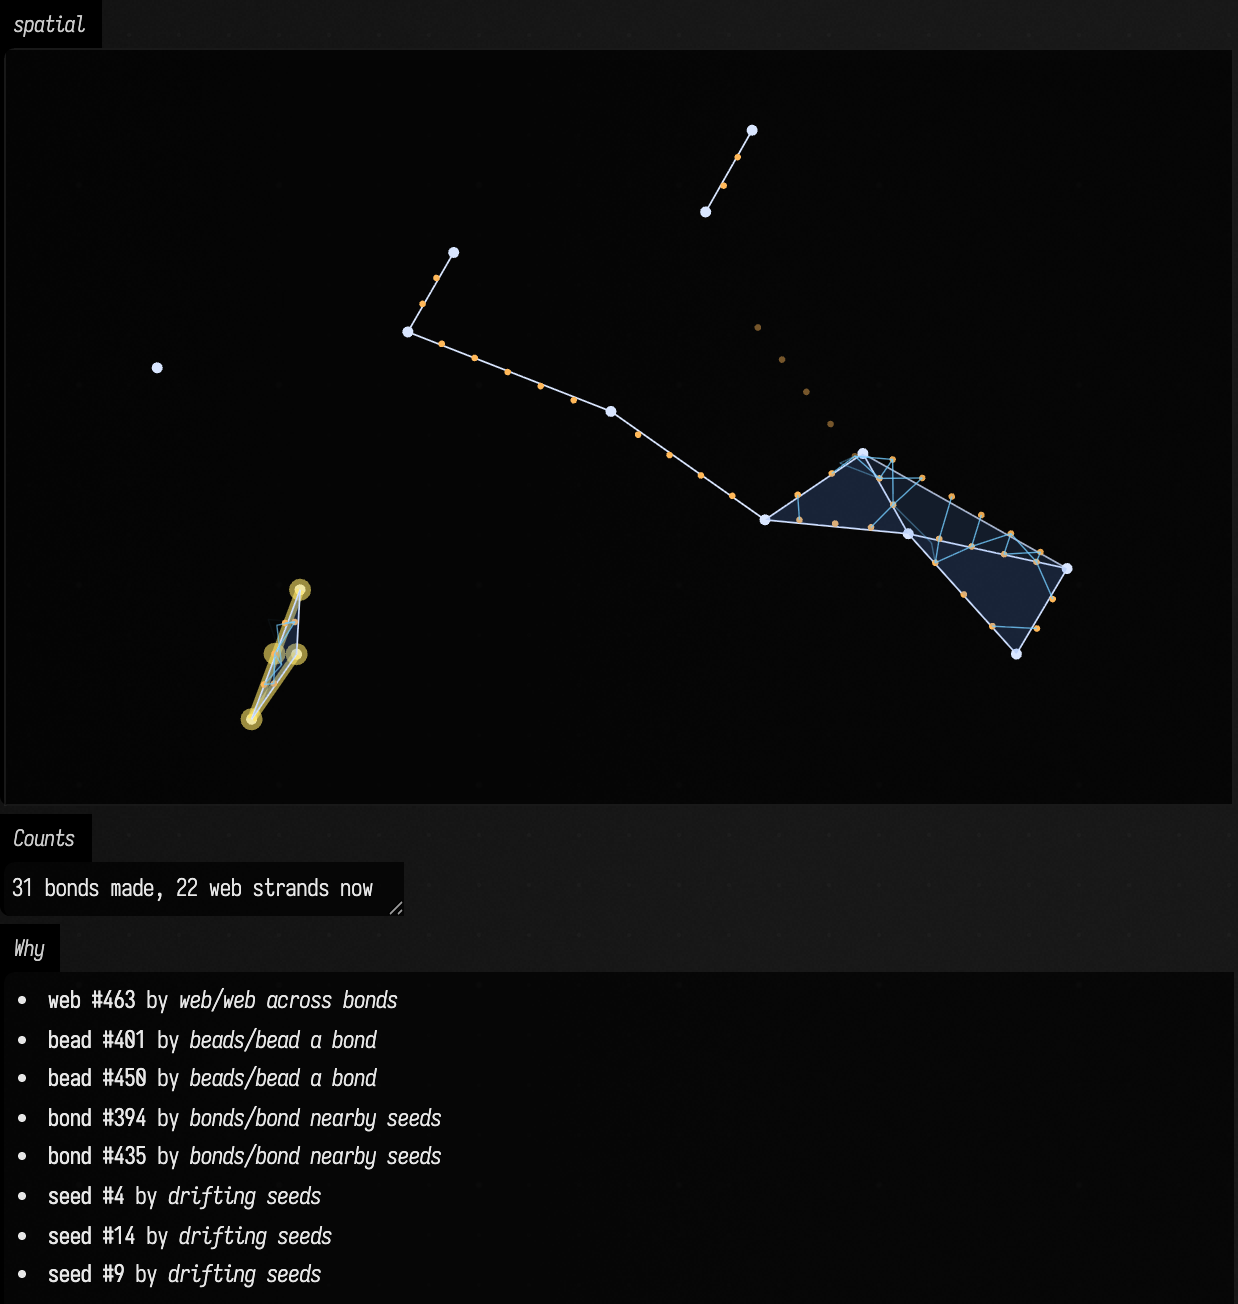 spatial
Counts
31 bonds made, 22 web strands now
Why
• web #463 by web/web across bonds
• bead #401 by beads/bead a bond
• bead #450 by beads/bead a bond
• bond #394 by bonds/bond nearby seeds
• bond #435 by bonds/bond nearby seeds
• seed #4 by drifting seeds
• seed #14 by drifting seeds
• seed #9 by drifting seeds